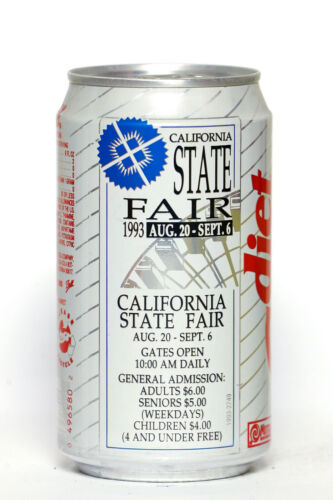 CALIFORNIA
STATE
FAIR
1993 AUG. 20 - SEPT. 6
CALIFORNIA
STATE FAIR
AUG. 20 - SEPT. 6
GATES OPEN
10:00 AM DAILY
GENERAL ADMISSION:
ADULTS $6.00
SENIORS $5.00
(WEEKDAYS)
CHILDREN $4.00
(4 AND UNDER FREE)
diet